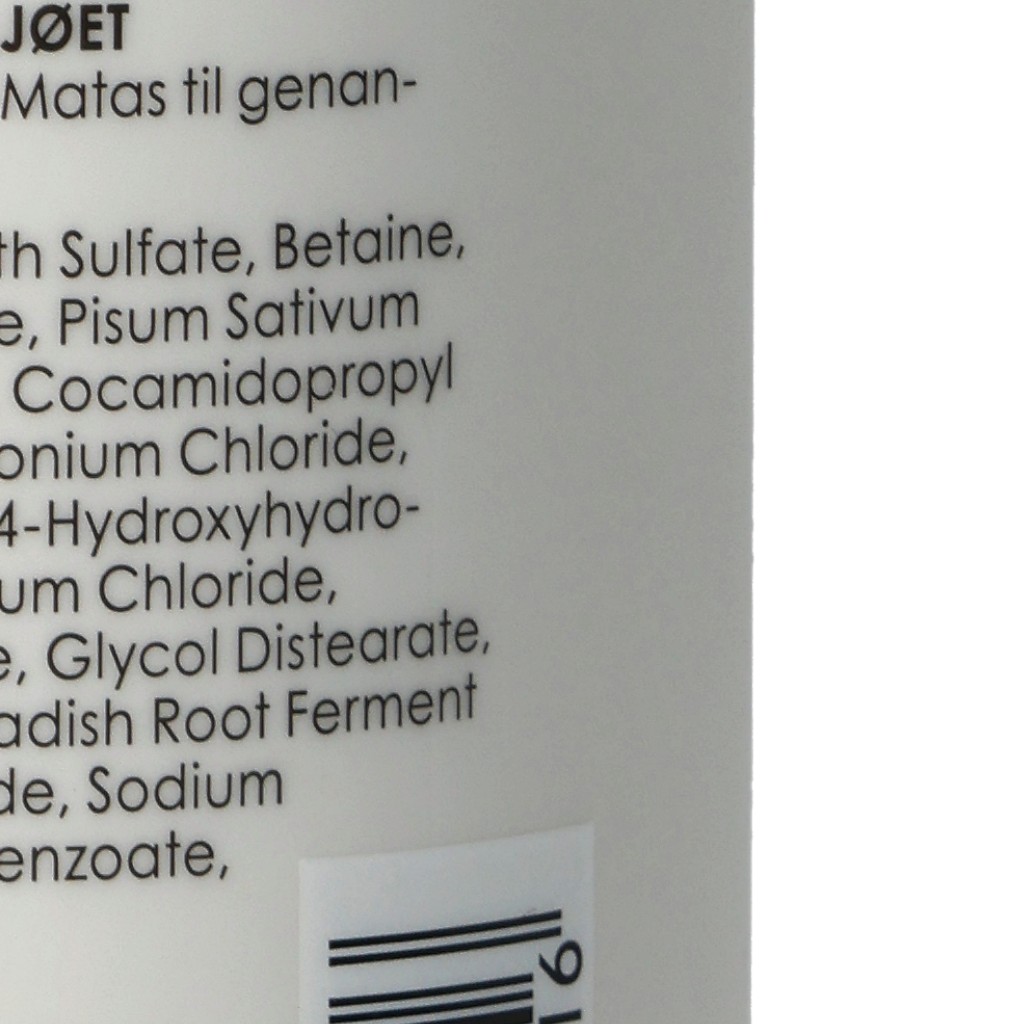 JØET
Matas til genan-
th Sulfate, Betaine,
e, Pisum Sativum
Cocamidopropyl
onium Chloride,
4-Hydroxyhydro-
um Chloride,
e, Glycol Distearate,
adish Root Ferment
de, Sodium
enzoate,